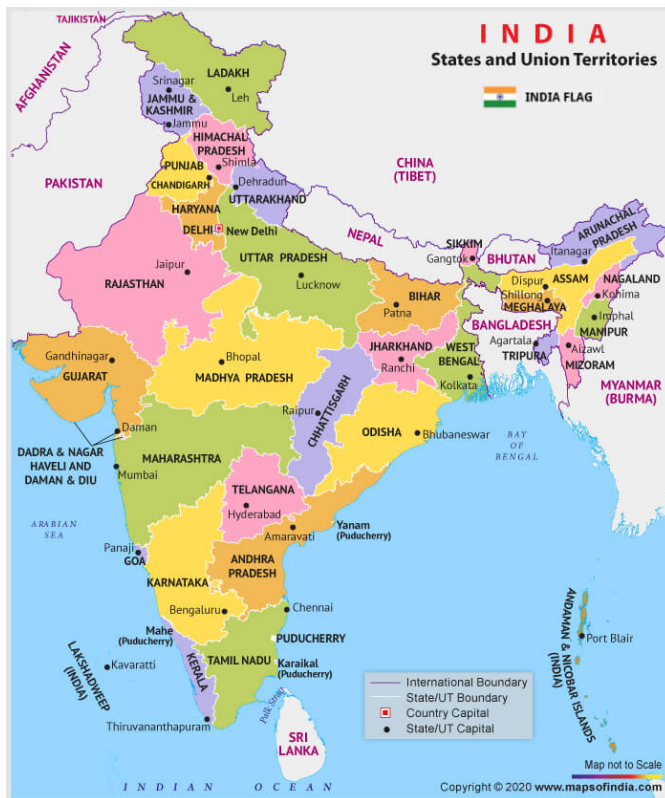 INDIA
States and Union Territories
INDIA FLAG
TAJIKISTAN
AFGHANISTAN
PAKISTAN
CHINA
(TIBET)
NEPAL
BHUTAN
BANGLADESH
MYANMAR
(BURMA)
SRI
LANKA
LADAKH
Leh
Srinagar
JAMMU &
KASHMIR
Jammu
HIMACHAL
PRADESH
Shimla
PUNJAB
CHANDIGARH
Dehradun
UTTARAKHAND
HARYANA
DELHI
New Delhi
UTTAR PRADESH
Lucknow
Jaipur
RAJASTHAN
SIKKIM
Gangtok
ARUNACHAL
PRADESH
Itanagar
Dispur
ASSAM
NAGALAND
Kohima
Shillong
MEGHALAYA
Imphal
MANIPUR
Agartala
TRIPURA
Aizawl
MIZORAM
BIHAR
Patna
JHARKHAND
Ranchi
WEST
BENGAL
Kolkata
Gandhinagar
GUJARAT
Bhopal
MADHYA PRADESH
Raipur
CHHATTISGARH
ODISHA
Bhubaneswar
Daman
DADRA & NAGAR
HAVELI AND
DAMAN & DIU
MAHARASHTRA
Mumbai
TELANGANA
Hyderabad
Amaravati
Yanam
(Puducherry)
ANDHRA
PRADESH
Panaji
GOA
KARNATAKA
Bengaluru
Chennai
Mahe
(Puducherry)
PUDUCHERRY
TAMIL NADU
Karaikal
(Puducherry)
KERALA
Thiruvananthapuram
Kavaratti
LAKSHADWEEP
(INDIA)
ANDAMAN & NICOBAR ISLANDS
(INDIA)
Port Blair
ARABIAN
SEA
BAY
OF
BENGAL
Palk Strait
INDIAN OCEAN
International Boundary
State/UT Boundary
Country Capital
State/UT Capital
Map not to Scale
Copyright © 2020 www.mapsofindia.com